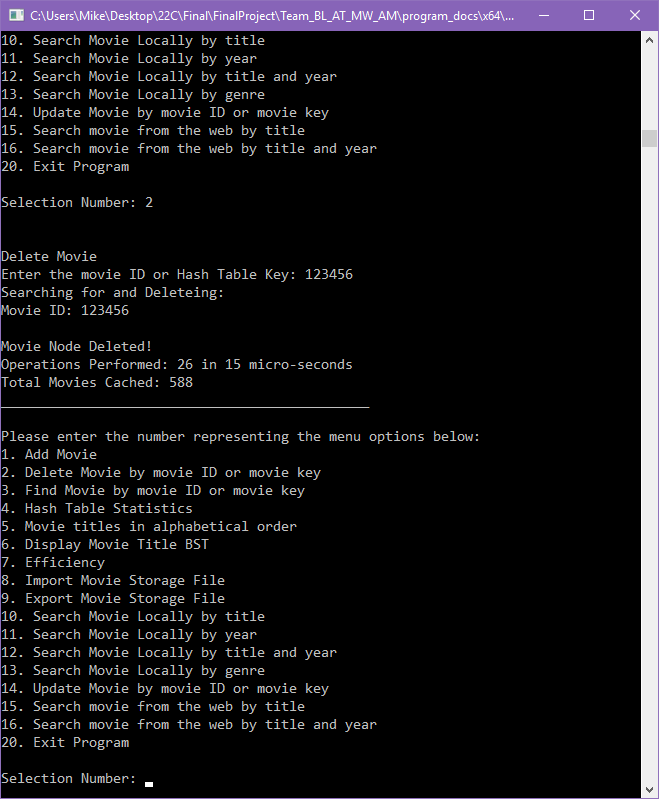 C:\Users\Mike\Desktop\22C\Final\FinalProject\Team_BL_AT_MW_AM\program_docs\x64\...
10. Search Movie Locally by title
11. Search Movie Locally by year
12. Search Movie Locally by title and year
13. Search Movie Locally by genre
14. Update Movie by movie ID or movie key
15. Search movie from the web by title
16. Search movie from the web by title and year
20. Exit Program
Selection Number: 2
Delete Movie
Enter the movie ID or Hash Table Key: 123456
Searching for and Deleteing:
Movie ID: 123456
Movie Node Deleted!
Operations Performed: 26 in 15 micro-seconds
Total Movies Cached: 588
______________________________________________
Please enter the number representing the menu options below:
1. Add Movie
2. Delete Movie by movie ID or movie key
3. Find Movie by movie ID or movie key
4. Hash Table Statistics
5. Movie titles in alphabetical order
6. Display Movie Title BST
7. Efficiency
8. Import Movie Storage File
9. Export Movie Storage File
10. Search Movie Locally by title
11. Search Movie Locally by year
12. Search Movie Locally by title and year
13. Search Movie Locally by genre
14. Update Movie by movie ID or movie key
15. Search movie from the web by title
16. Search movie from the web by title and year
20. Exit Program
Selection Number: